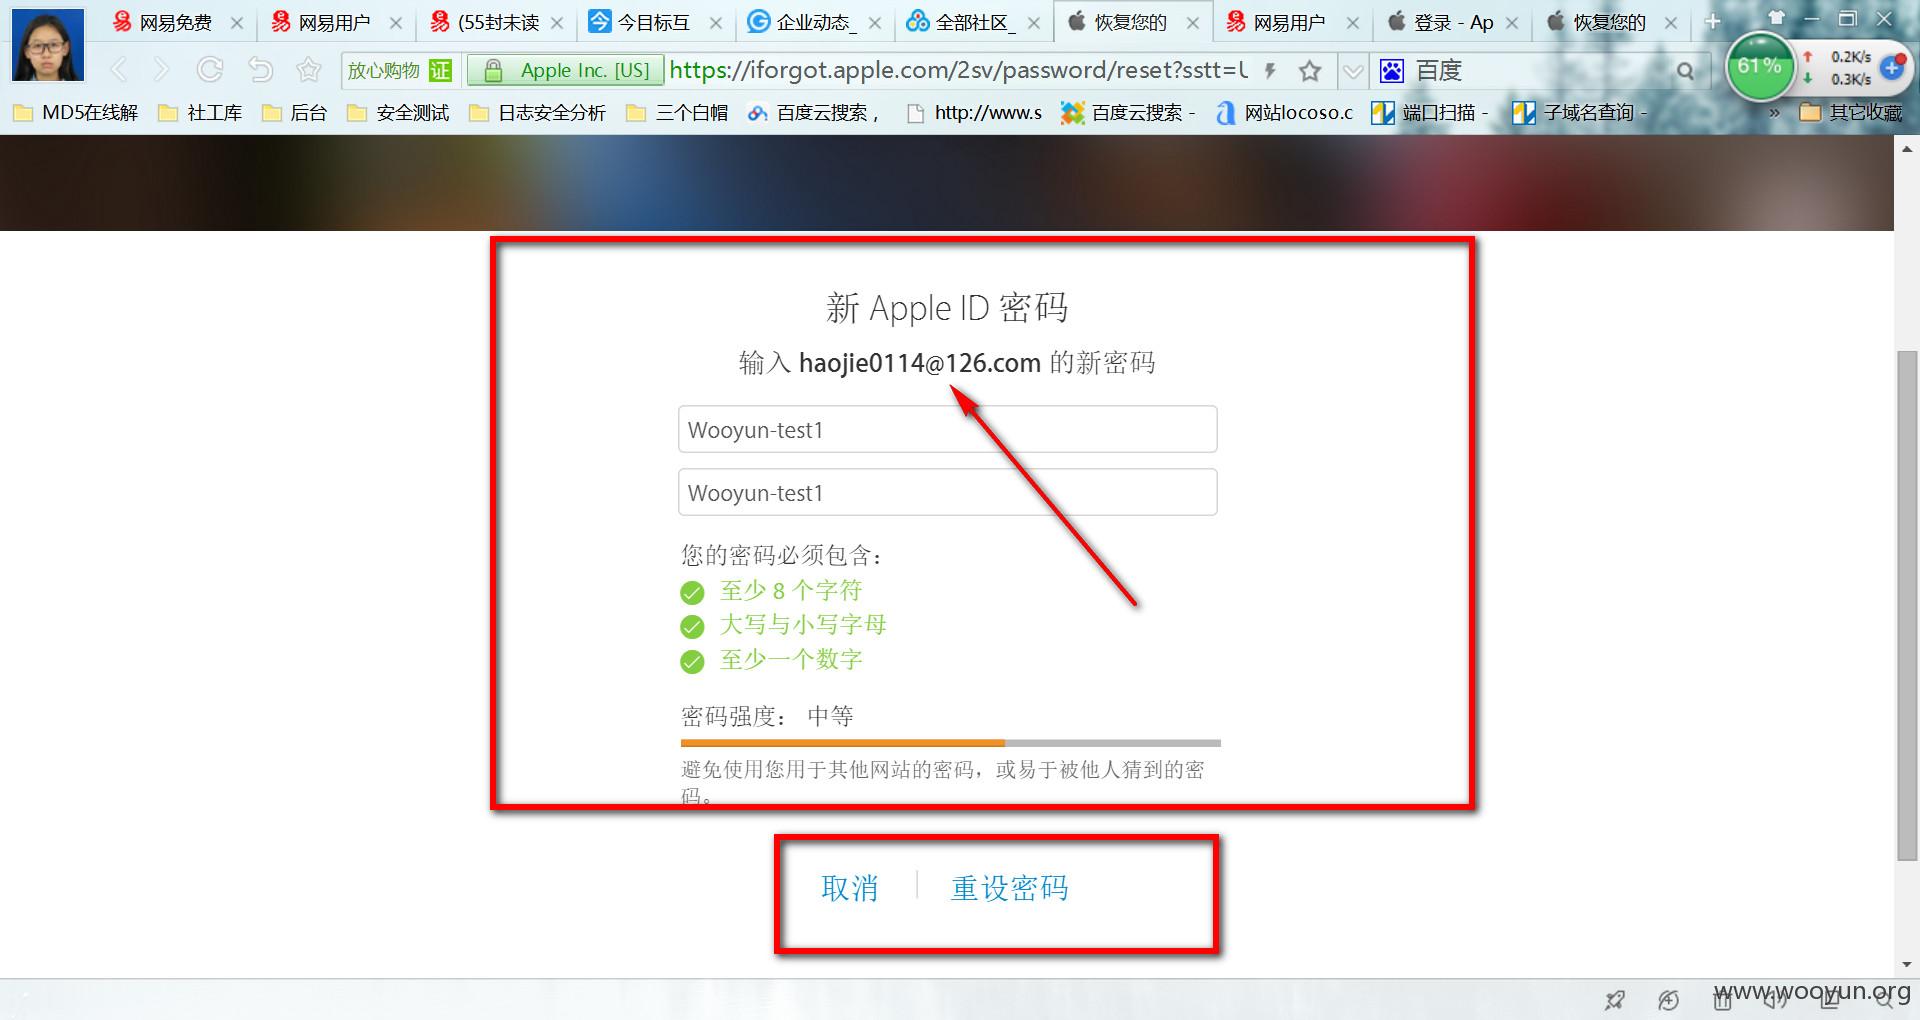 网易免费
网易用户
(55封未读
今日标互
企业动态_
全部社区_
恢复您的
网易用户
登录 - Ap
恢复您的
放心购物 证
Apple Inc. [US]
https://iforgot.apple.com/2sv/password/reset?sstt=U
百度
61%
0.2K/s
0.3K/s
MD5在线解
社工库
后台
安全测试
日志安全分析
三个白帽
百度云搜索，
http://www.s
百度云搜索 -
网站locoso.c
端口扫描 -
子域名查询 -
»
其它收藏
新 Apple ID 密码
输入 haojie0114@126.com 的新密码
Wooyun-test1
Wooyun-test1
您的密码必须包含：
至少 8 个字符
大写与小写字母
至少一个数字
密码强度： 中等
避免使用您用于其他网站的密码，或易于被他人猜到的密
码。
取消
重设密码
www.wooyun.org